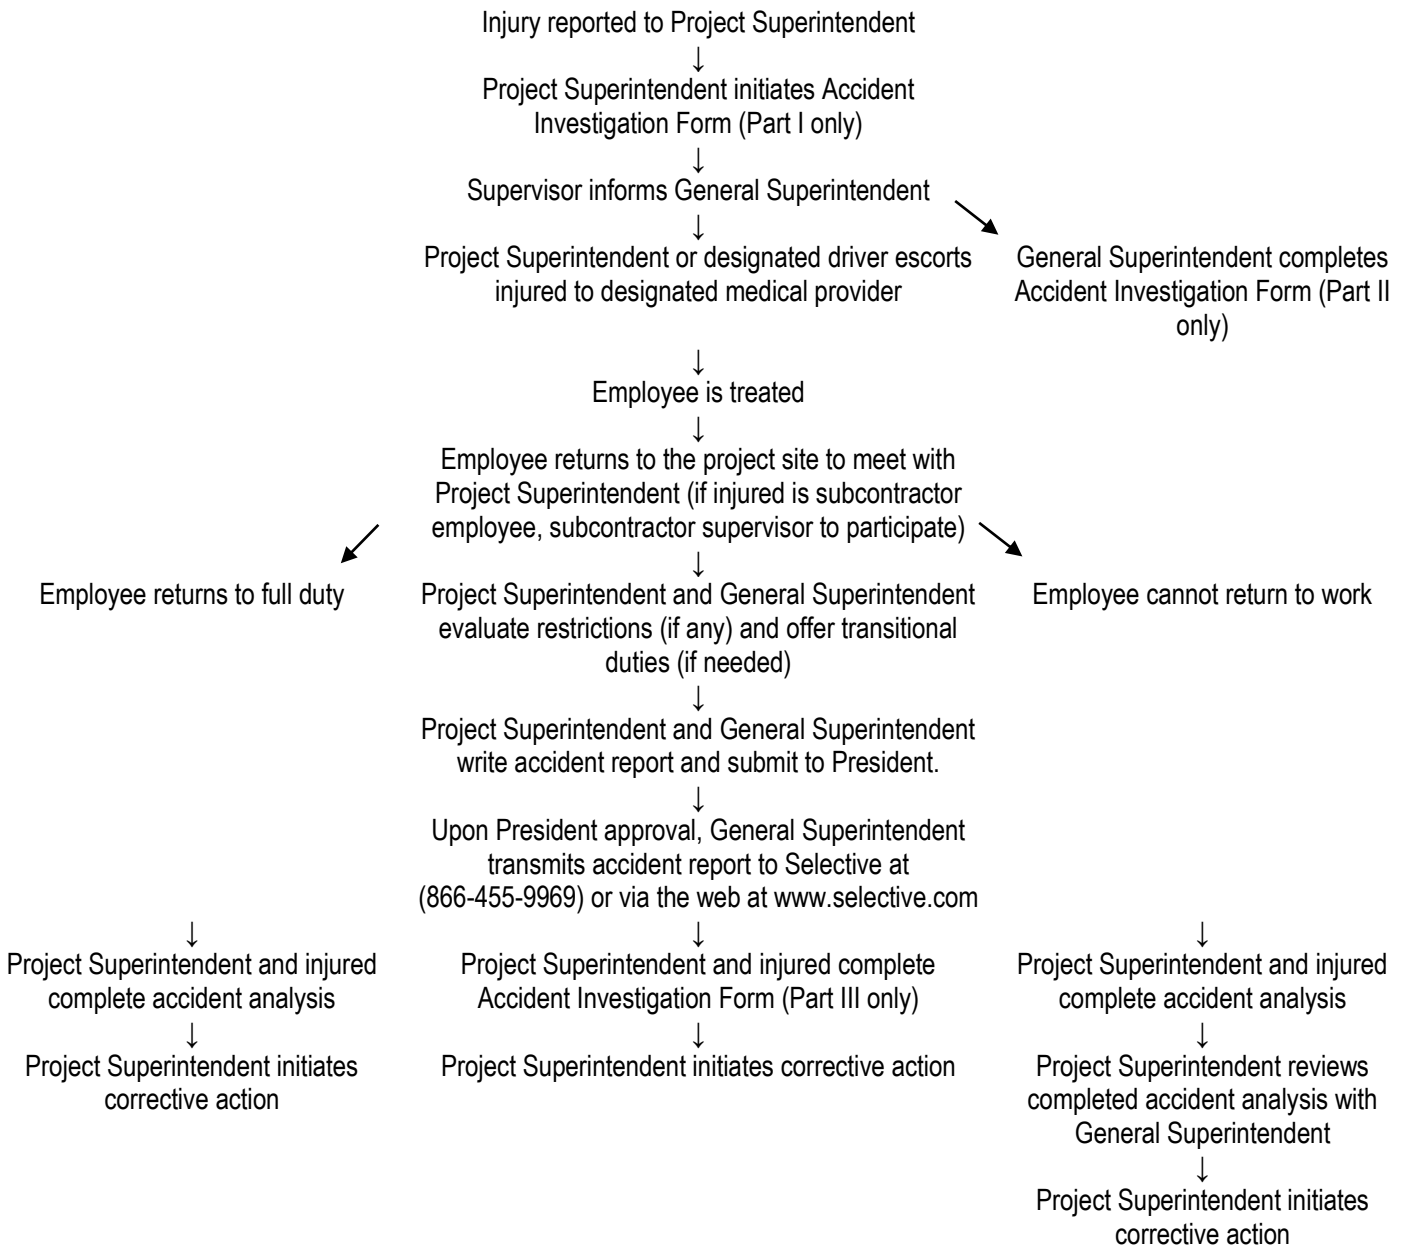 Injury reported to Project Superintendent
↓
Project Superintendent initiates Accident
Investigation Form (Part I only)
↓
Supervisor informs General Superintendent
↓
Project Superintendent or designated driver escorts
injured to designated medical provider
General Superintendent completes
Accident Investigation Form (Part II
only)
↓
Employee is treated
↓
Employee returns to the project site to meet with
Project Superintendent (if injured is subcontractor
employee, subcontractor supervisor to participate)
↓
Employee returns to full duty
Project Superintendent and General Superintendent
evaluate restrictions (if any) and offer transitional
duties (if needed)
Employee cannot return to work
↓
Project Superintendent and General Superintendent
write accident report and submit to President.
↓
Upon President approval, General Superintendent
transmits accident report to Selective at
(866-455-9969) or via the web at www.selective.com
↓
Project Superintendent and injured
complete accident analysis
↓
Project Superintendent initiates
corrective action
↓
Project Superintendent and injured complete
Accident Investigation Form (Part III only)
↓
Project Superintendent initiates corrective action
↓
Project Superintendent and injured
complete accident analysis
↓
Project Superintendent reviews
completed accident analysis with
General Superintendent
↓
Project Superintendent initiates
corrective action